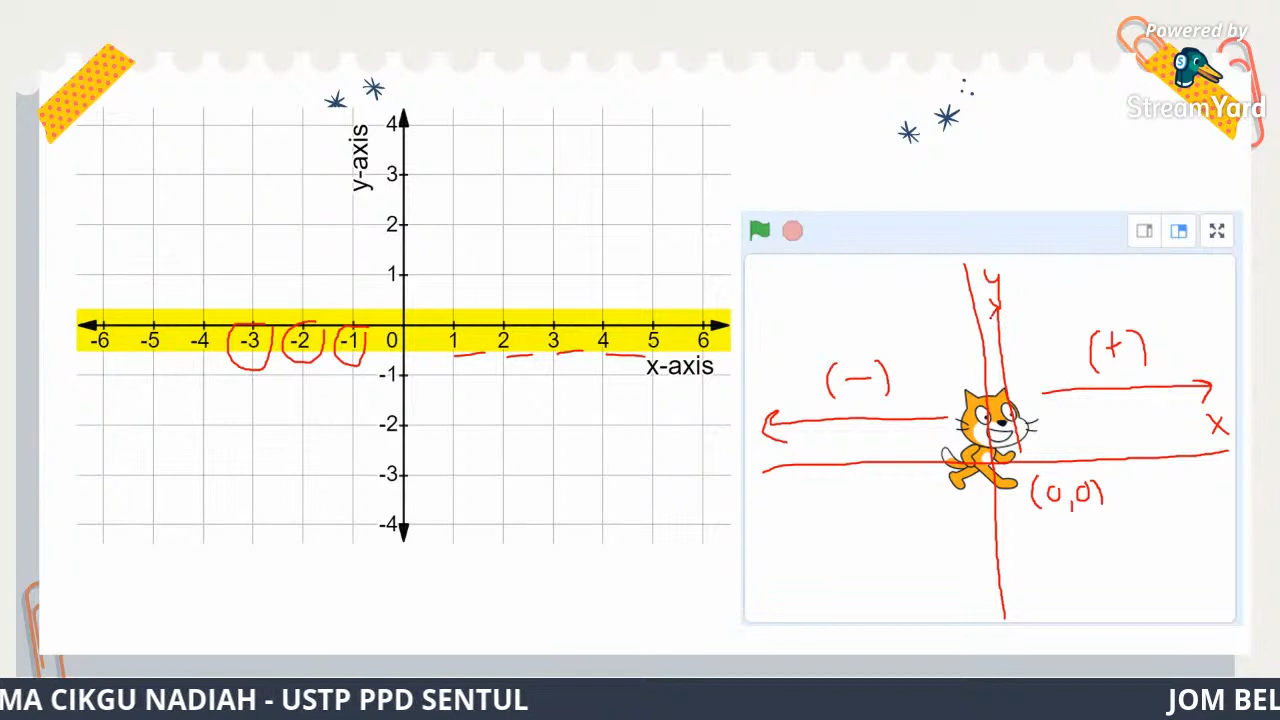 Powered by
StreamYard
y-axis
4
3
2
1
-6 -5 -4 -3 -2 -1 0 1 2 3 4 5 6
x-axis
-1
-2
-3
-4
y
(+)
(-)
x
(0,0)
MA CIKGU NADIAH - USTP PPD SENTUL
JOM BEL